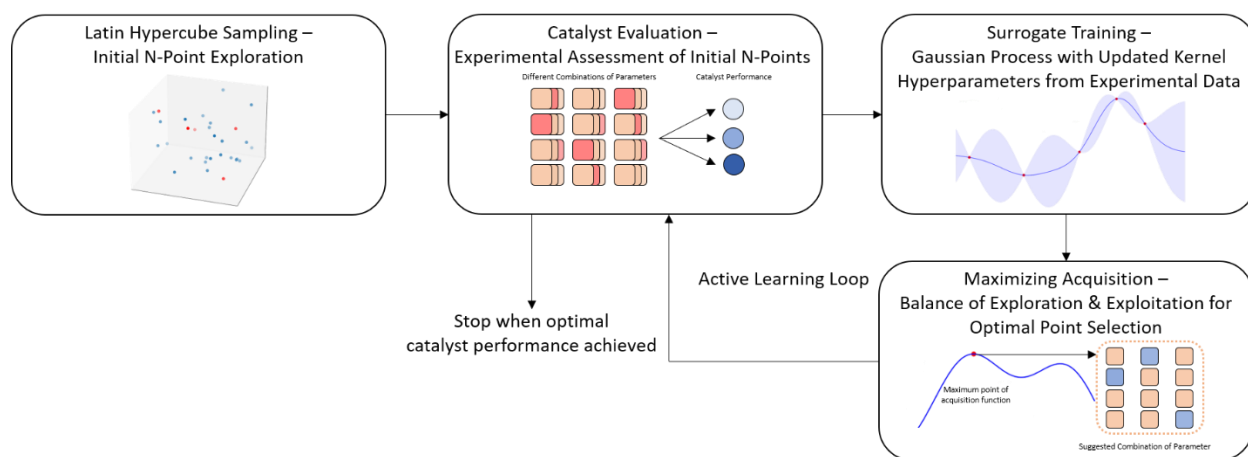 Latin Hypercube Sampling –
Initial N-Point Exploration
Catalyst Evaluation –
Experimental Assessment of Initial N-Points
Different Combinations of Parameters
Catalyst Performance
Surrogate Training –
Gaussian Process with Updated Kernel
Hyperparameters from Experimental Data
Active Learning Loop
Stop when optimal
catalyst performance achieved
Maximizing Acquisition –
Balance of Exploration & Exploitation for
Optimal Point Selection
Maximum point of
acquisition function
Suggested Combination of Parameter